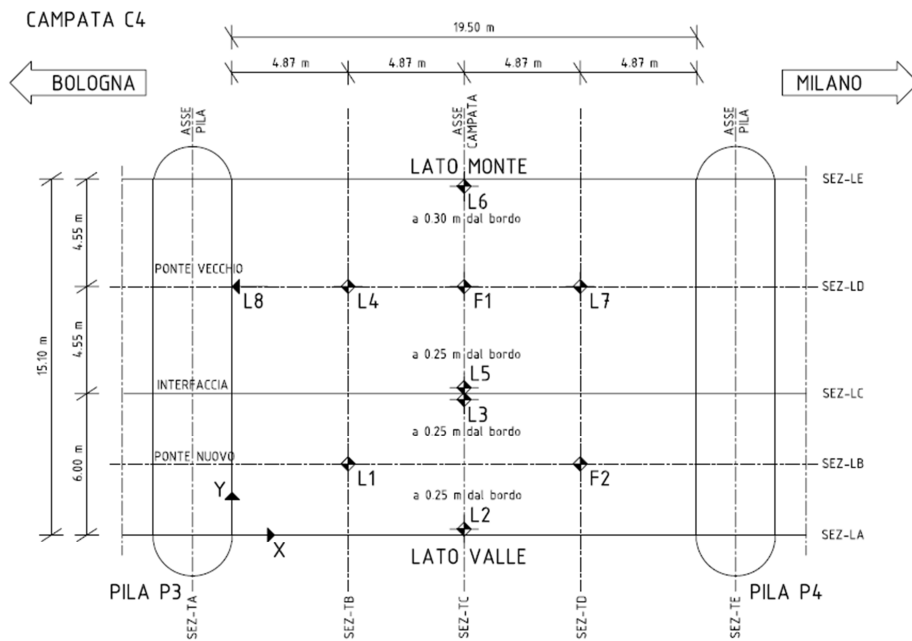 CAMPATA C4
19.50 m
4.87 m 4.87 m 4.87 m 4.87 m
BOLOGNA
MILANO
ASSE
PILA
ASSE
CAMPATA
ASSE
PILA
LATO MONTE
SEZ-LE
L6
a 0.30 m dal bordo
4.55 m
PONTE VECCHIO
SEZ-LD
L8 L4 F1 L7
15.10 m
4.55 m
a 0.25 m dal bordo
L5
INTERFACCIA
SEZ-LC
L3
a 0.25 m dal bordo
6.00 m
PONTE NUOVO
SEZ-LB
L1 F2
Y
a 0.25 m dal bordo
L2
SEZ-LA
X
LATO VALLE
PILA P3
PILA P4
SEZ-TA
SEZ-TB
SEZ-TC
SEZ-TD
SEZ-TE